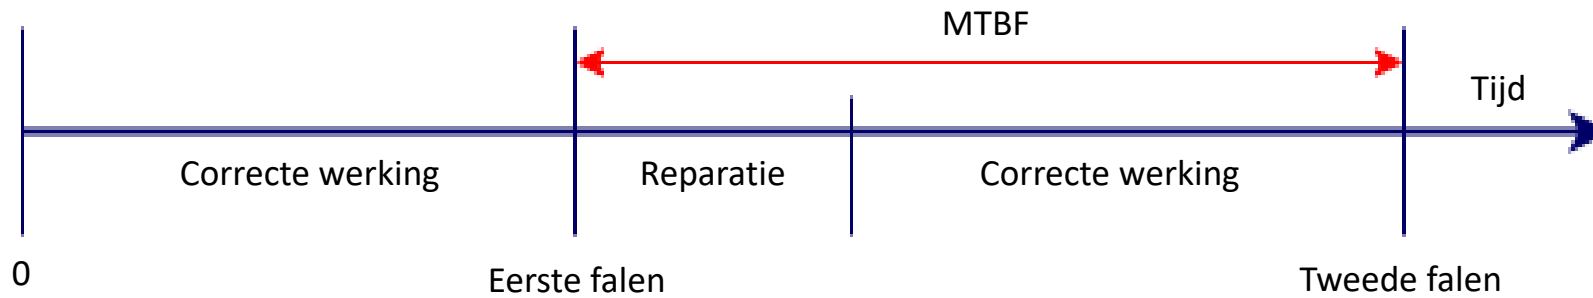 MTBF
Tijd
Correcte werking
Reparatie
Correcte werking
0
Eerste falen
Tweede falen